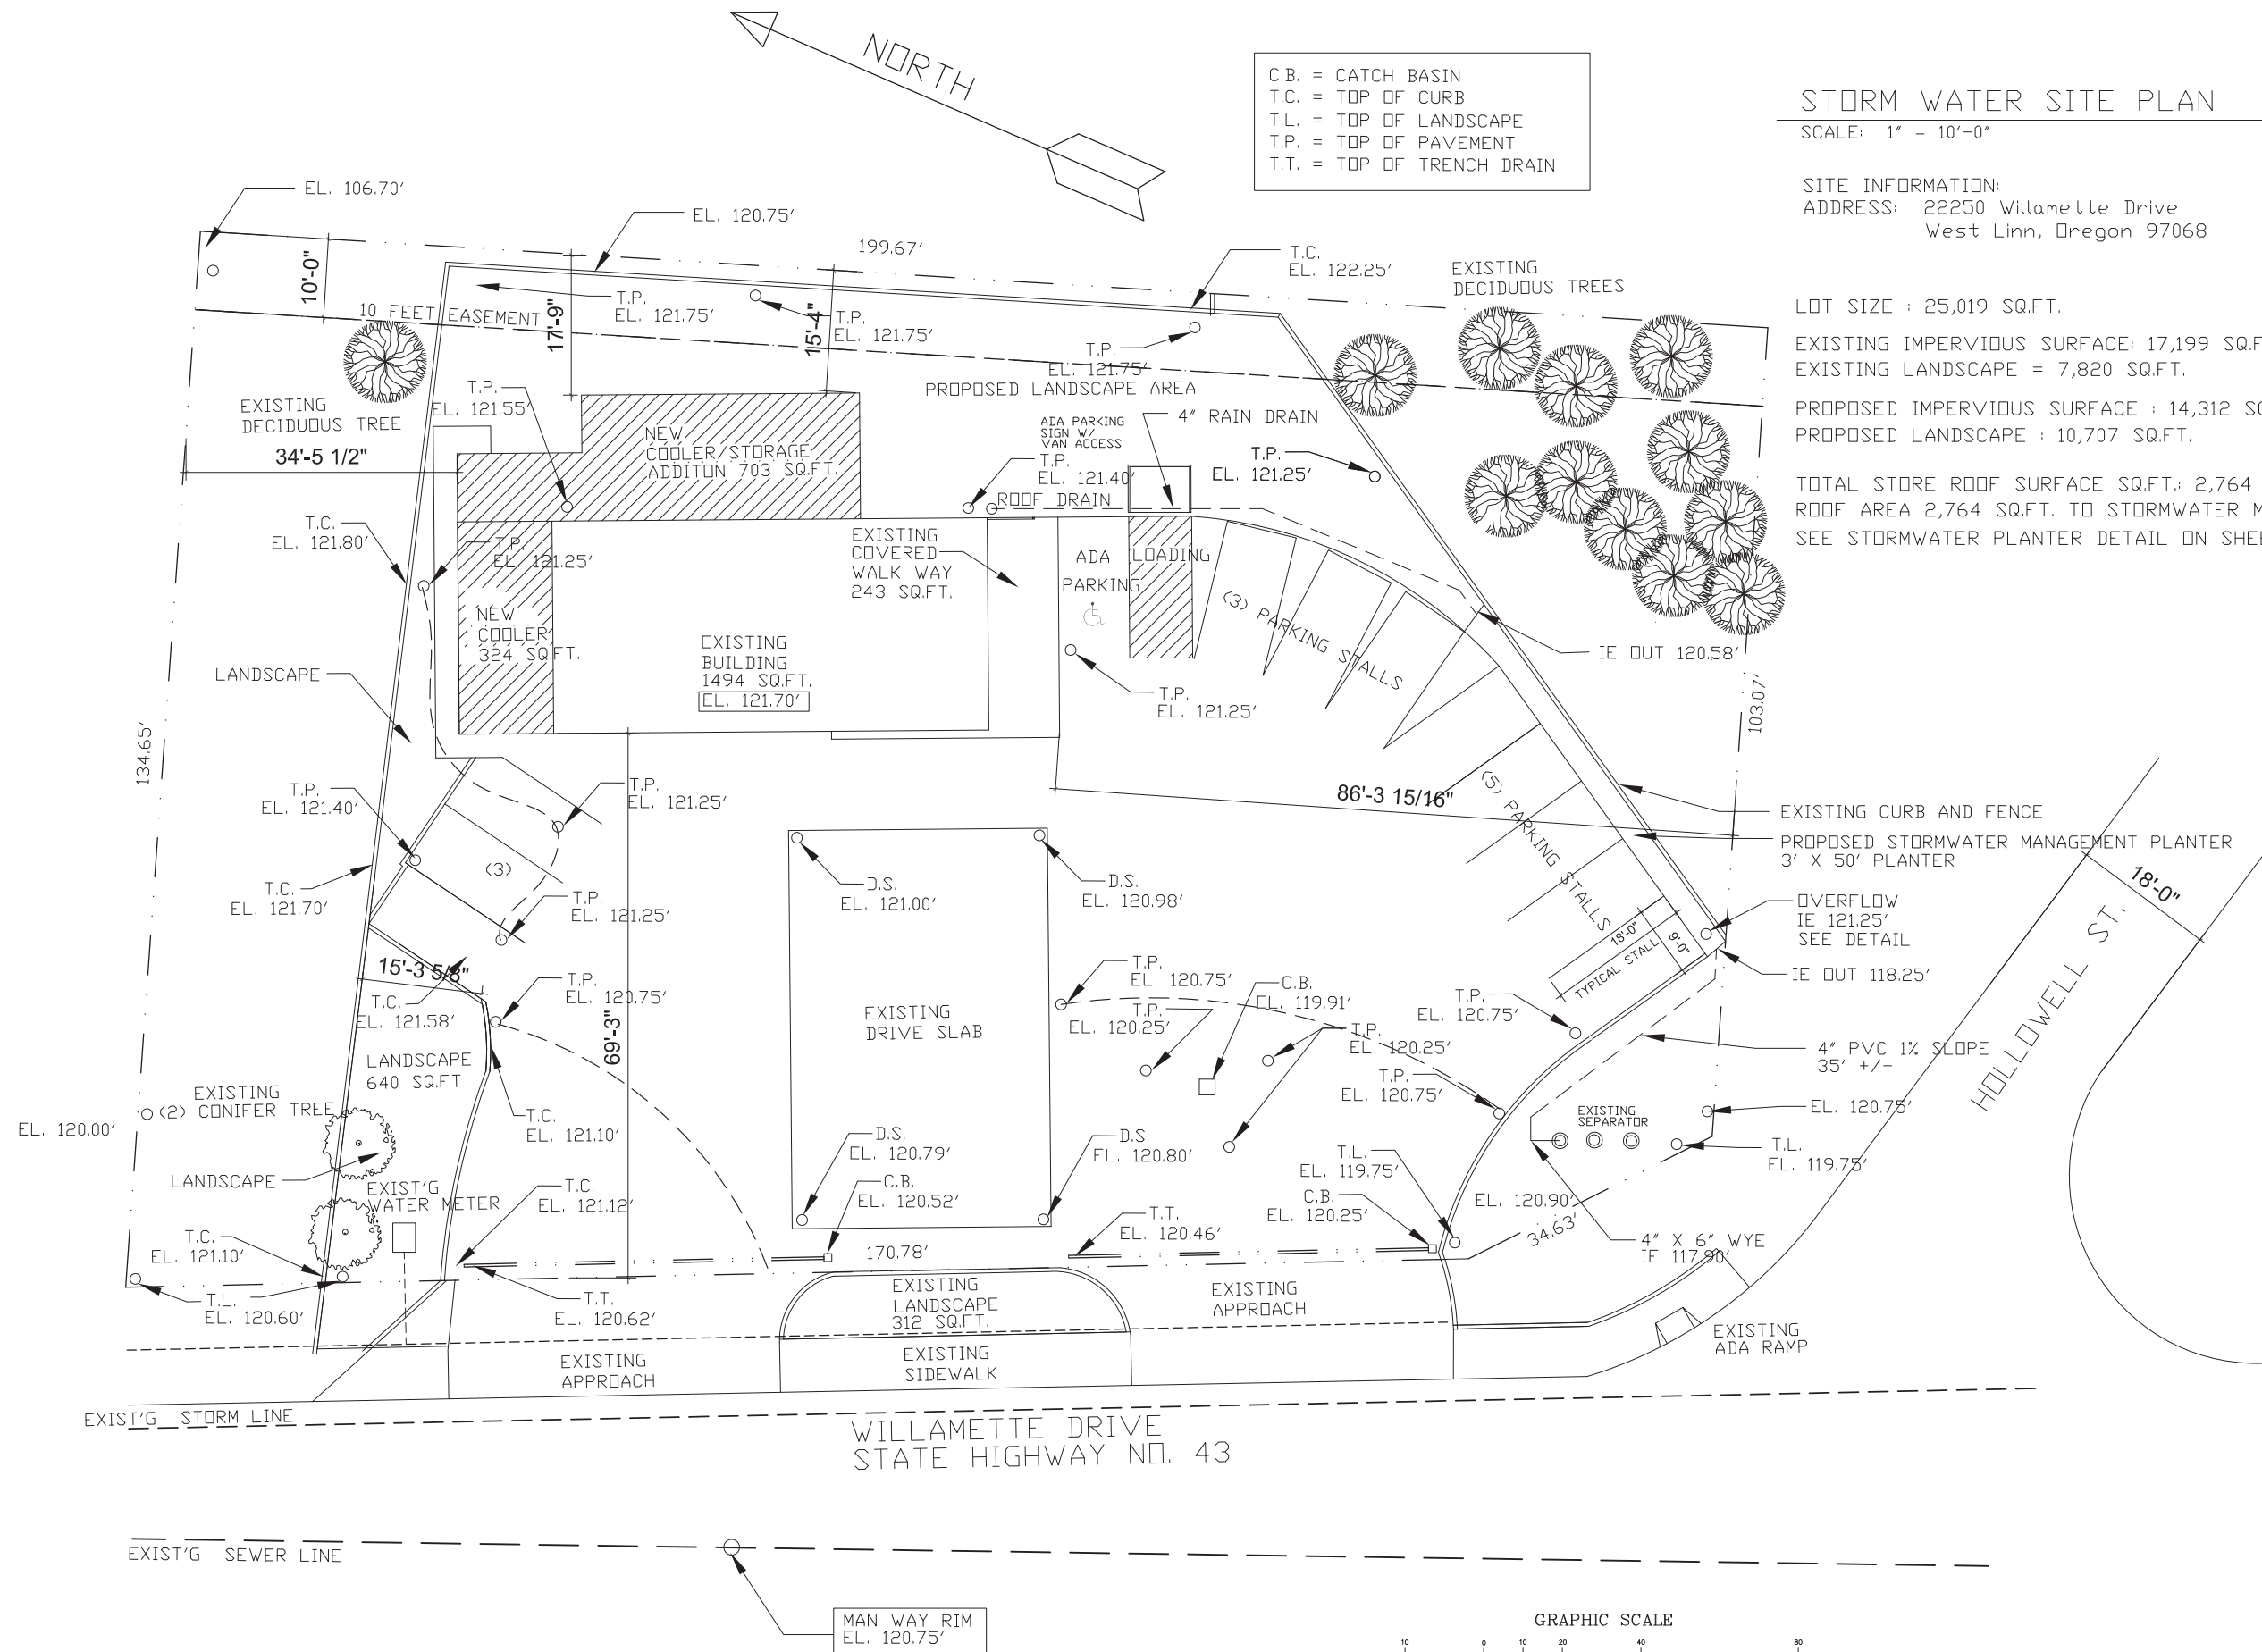 NORTH
C.B. = CATCH BASIN
T.C. = TOP OF CURB
T.L. = TOP OF LANDSCAPE
T.P. = TOP OF PAVEMENT
T.T. = TOP OF TRENCH DRAIN
STORM WATER SITE PLAN
SCALE: 1" = 10'-0"
SITE INFORMATION:
ADDRESS: 22250 Willamette Drive
West Linn, Oregon 97068
LOT SIZE : 25,019 SQ.FT.
EXISTING IMPERVIOUS SURFACE: 17,199 SQ.F
EXISTING LANDSCAPE = 7,820 SQ.FT.
PROPOSED IMPERVIOUS SURFACE : 14,312 SQ
PROPOSED LANDSCAPE : 10,707 SQ.FT.
TOTAL STORE ROOF SURFACE SQ.FT.: 2,764
ROOF AREA 2,764 SQ.FT. TO STORMWATER M
SEE STORMWATER PLANTER DETAIL ON SHEE
EL. 106.70'
EL. 120.75'
199.67'
T.C.
EL. 122.25'
EXISTING
DECIDUOUS TREES
10'-0"
10 FEET EASEMENT
17'-9"
T.P.
EL. 121.75'
15'-4"
T.P.
EL. 121.75'
T.P.
EL. 121.75'
PROPOSED LANDSCAPE AREA
EXISTING
DECIDUOUS TREE
34'-5 1/2"
T.P.
EL. 121.55'
NEW
COOLER/STORAGE
ADDITON 703 SQ.FT.
ADA PARKING
SIGN W/
VAN ACCESS
T.P.
EL. 121.40'
4" RAIN DRAIN
T.P.
EL. 121.25'
ROOF DRAIN
T.C.
EL. 121.80'
T.P.
EL. 121.25'
EXISTING
COVERED
WALK WAY
243 SQ.FT.
ADA
PARKING
LOADING
(3) PARKING STALLS
NEW
COOLER
324 SQ.FT.
EXISTING
BUILDING
1494 SQ.FT.
EL. 121.70'
IE OUT 120.58'
LANDSCAPE
T.P.
EL. 121.25'
103.07'
134.65'
T.P.
EL. 121.40'
T.P.
EL. 121.25'
86'-3 15/16"
(5) PARKING STALLS
EXISTING CURB AND FENCE
PROPOSED STORMWATER MANAGEMENT PLANTER
3' X 50' PLANTER
18'-0"
HOLLOWELL ST.
(3)
T.C.
EL. 121.70'
T.P.
EL. 121.25'
D.S.
EL. 121.00'
D.S.
EL. 120.98'
OVERFLOW
IE 121.25'
SEE DETAIL
18'-0"
9'-0"
TYPICAL STALL
IE OUT 118.25'
15'-3 5/8"
T.C.
EL. 121.58'
T.P.
EL. 120.75'
69'-3"
EXISTING
DRIVE SLAB
T.P.
EL. 120.75'
T.P.
EL. 120.25'
C.B.
EL. 119.91'
T.P.
EL. 120.25'
T.P.
EL. 120.75'
T.P.
EL. 120.75'
4" PVC 1% SLOPE
35' +/-
LANDSCAPE
640 SQ.FT
EXISTING
(2) CONIFER TREE
EL. 120.00'
T.C.
EL. 121.10'
EXISTING
SEPARATOR
EL. 120.75'
T.L.
EL. 119.75'
D.S.
EL. 120.79'
D.S.
EL. 120.80'
T.L.
EL. 119.75'
LANDSCAPE
EXIST'G
WATER METER
T.C.
EL. 121.12'
C.B.
EL. 120.52'
T.T.
EL. 120.46'
C.B.
EL. 120.25'
EL. 120.90'
34.63'
4" X 6" WYE
IE 117.90'
T.C.
EL. 121.10'
170.78'
T.L.
EL. 120.60'
T.T.
EL. 120.62'
EXISTING
LANDSCAPE
312 SQ.FT.
EXISTING
APPROACH
EXISTING
ADA RAMP
EXISTING
APPROACH
EXISTING
SIDEWALK
EXIST'G STORM LINE
WILLAMETTE DRIVE
STATE HIGHWAY NO. 43
EXIST'G SEWER LINE
MAN WAY RIM
EL. 120.75'
GRAPHIC SCALE
10 0 10 20 40 80